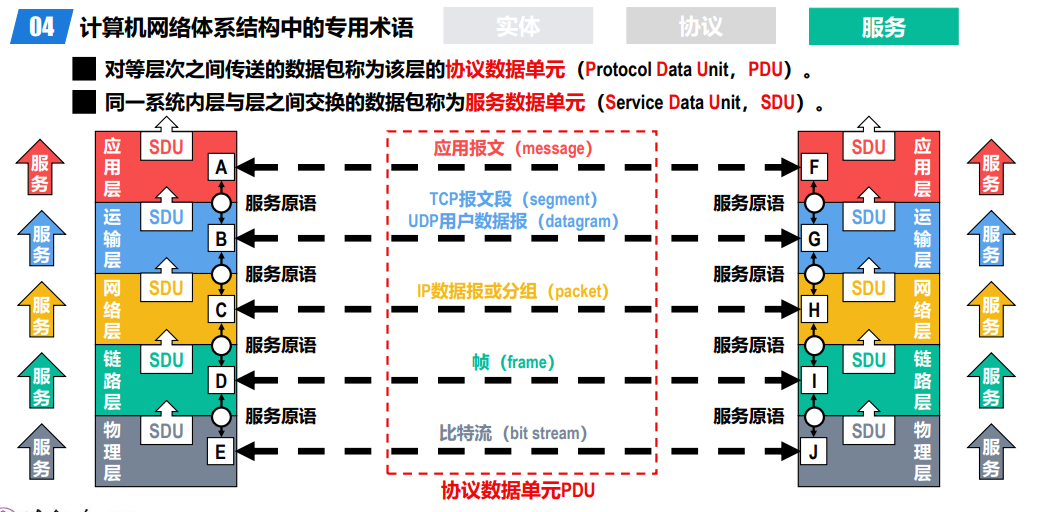 04 计算机网络体系结构中的专用术语 实体 协议 服务
对等层次之间传送的数据包称为该层的协议数据单元（Protocol Data Unit，PDU）。
同一系统内层与层之间交换的数据包称为服务数据单元（Service Data Unit，SDU）。
服务 应用层 SDU A 应用报文（message） F SDU 应用层 服务
服务原语 服务原语
服务 运输层 SDU B TCP报文段（segment） G SDU 运输层 服务
UDP用户数据报（datagram）
服务原语 服务原语
服务 网络层 SDU C IP数据报或分组（packet） H SDU 网络层 服务
服务原语 服务原语
服务 链路层 SDU D 帧（frame） I SDU 链路层 服务
服务原语 服务原语
服务 物理层 SDU E 比特流（bit stream） J SDU 物理层 服务
协议数据单元PDU